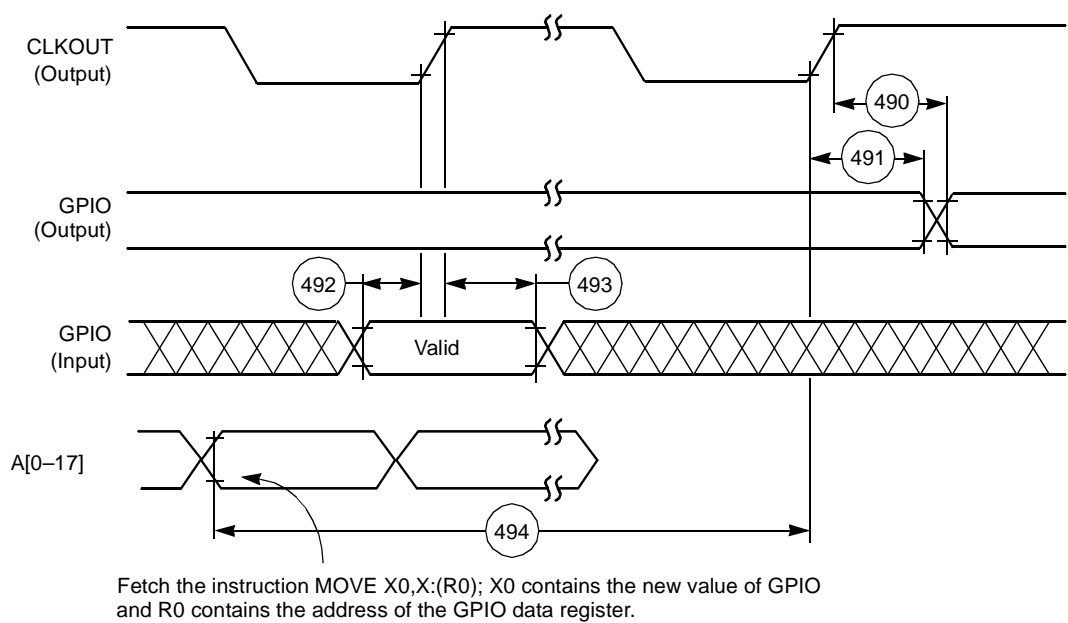 CLKOUT
(Output)
490
491
GPIO
(Output)
492
493
GPIO
(Input)
Valid
A[0–17]
494
Fetch the instruction MOVE X0,X:(R0); X0 contains the new value of GPIO
and R0 contains the address of the GPIO data register.